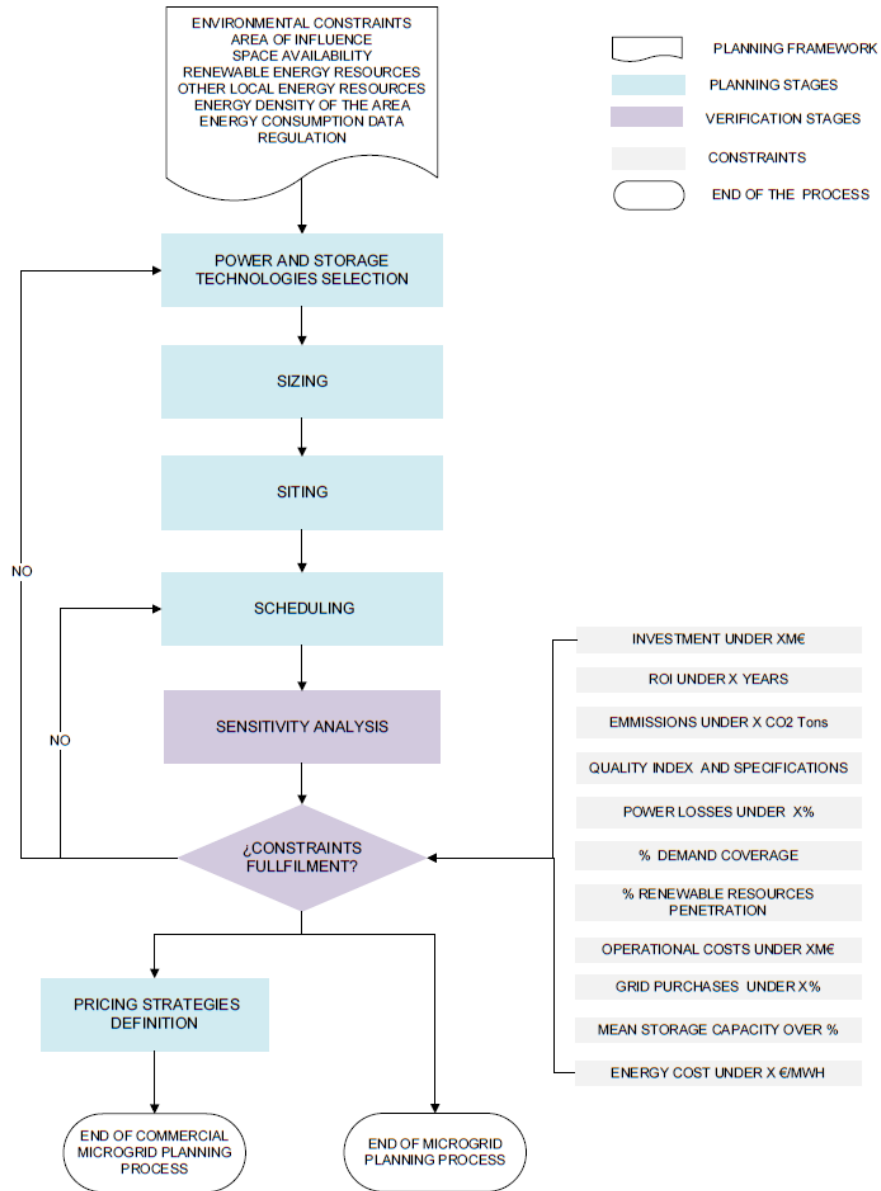 ENVIRONMENTAL CONSTRAINTS
AREA OF INFLUENCE
SPACE AVAILABILITY
RENEWABLE ENERGY RESOURCES
OTHER LOCAL ENERGY RESOURCES
ENERGY DENSITY OF THE AREA
ENERGY CONSUMPTION DATA
REGULATION
PLANNING FRAMEWORK
PLANNING STAGES
VERIFICATION STAGES
CONSTRAINTS
END OF THE PROCESS
POWER AND STORAGE
TECHNOLOGIES SELECTION
SIZING
SITING
NO
SCHEDULING
NO
SENSITIVITY ANALYSIS
¿CONSTRAINTS
FULLFILMENT?
INVESTMENT UNDER XM€
ROI UNDER X YEARS
EMMISSIONS UNDER X CO2 Tons
QUALITY INDEX AND SPECIFICATIONS
POWER LOSSES UNDER X%
% DEMAND COVERAGE
% RENEWABLE RESOURCES
PENETRATION
OPERATIONAL COSTS UNDER XM€
GRID PURCHASES UNDER X%
MEAN STORAGE CAPACITY OVER %
ENERGY COST UNDER X €/MWH
PRICING STRATEGIES
DEFINITION
END OF COMMERCIAL
MICROGRID PLANNING
PROCESS
END OF MICROGRID
PLANNING PROCESS